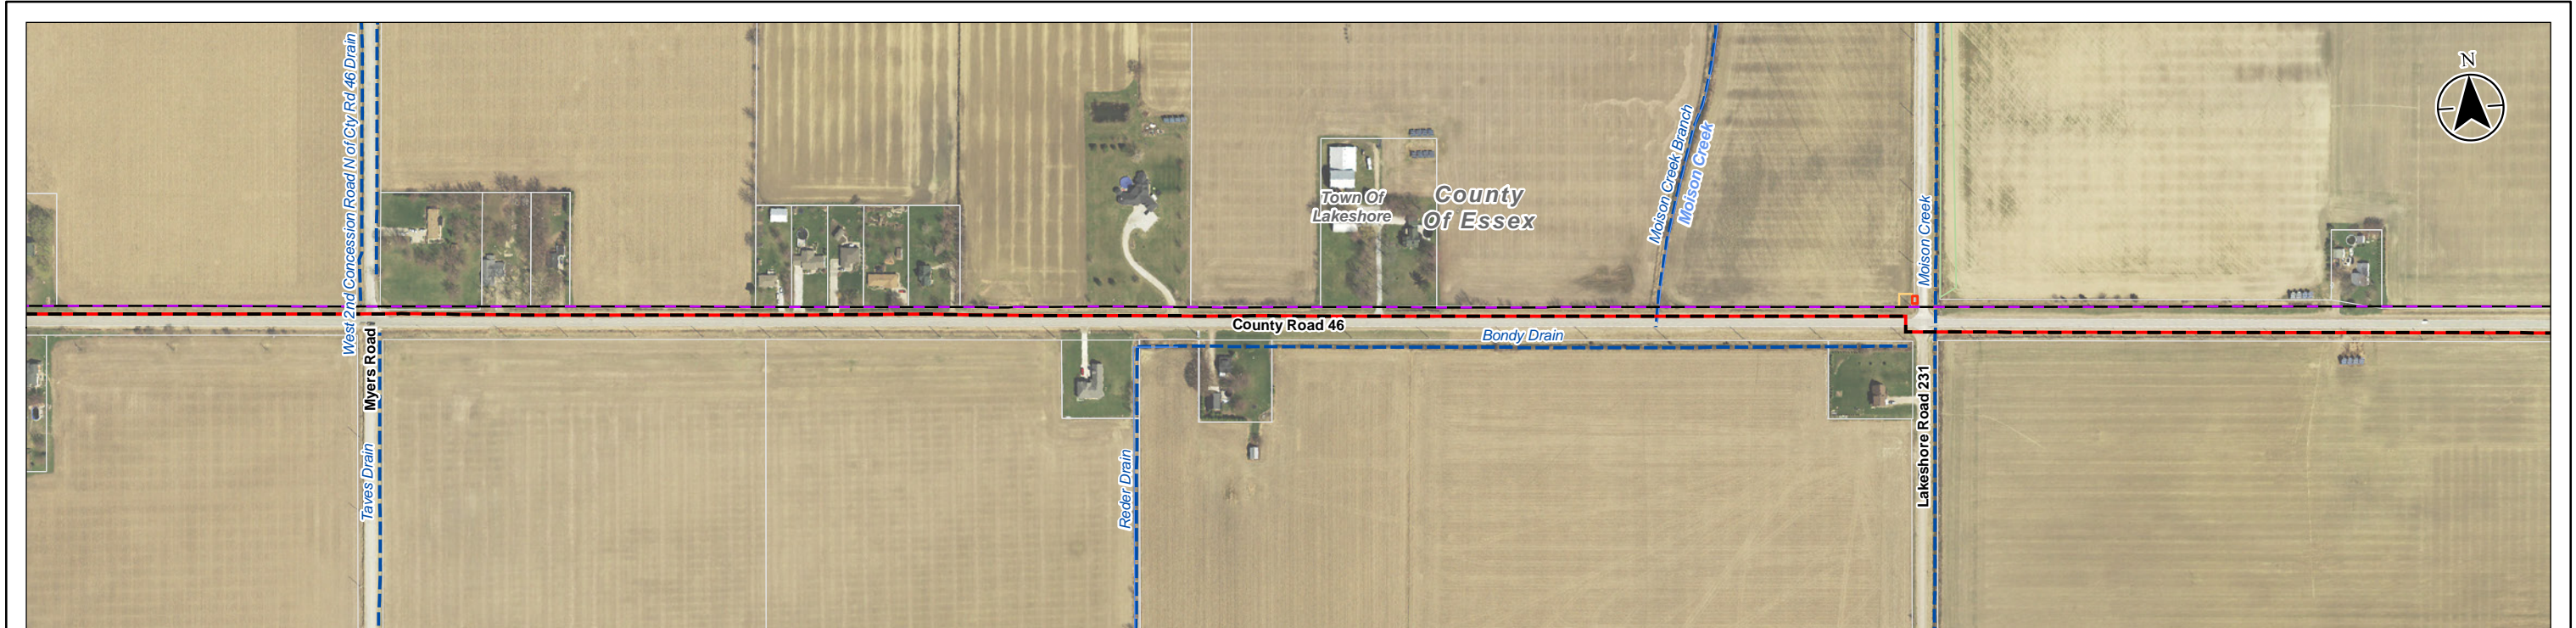 N
West 2nd Concession Road N of Cty Rd 46 Drain
Moison Creek Branch
Moison Creek
Town Of
Lakeshore
County
Of Essex
Moison Creek
County Road 46
Bondy Drain
Myers Road
Lakeshore Road 231
Taves Drain
Reder Drain